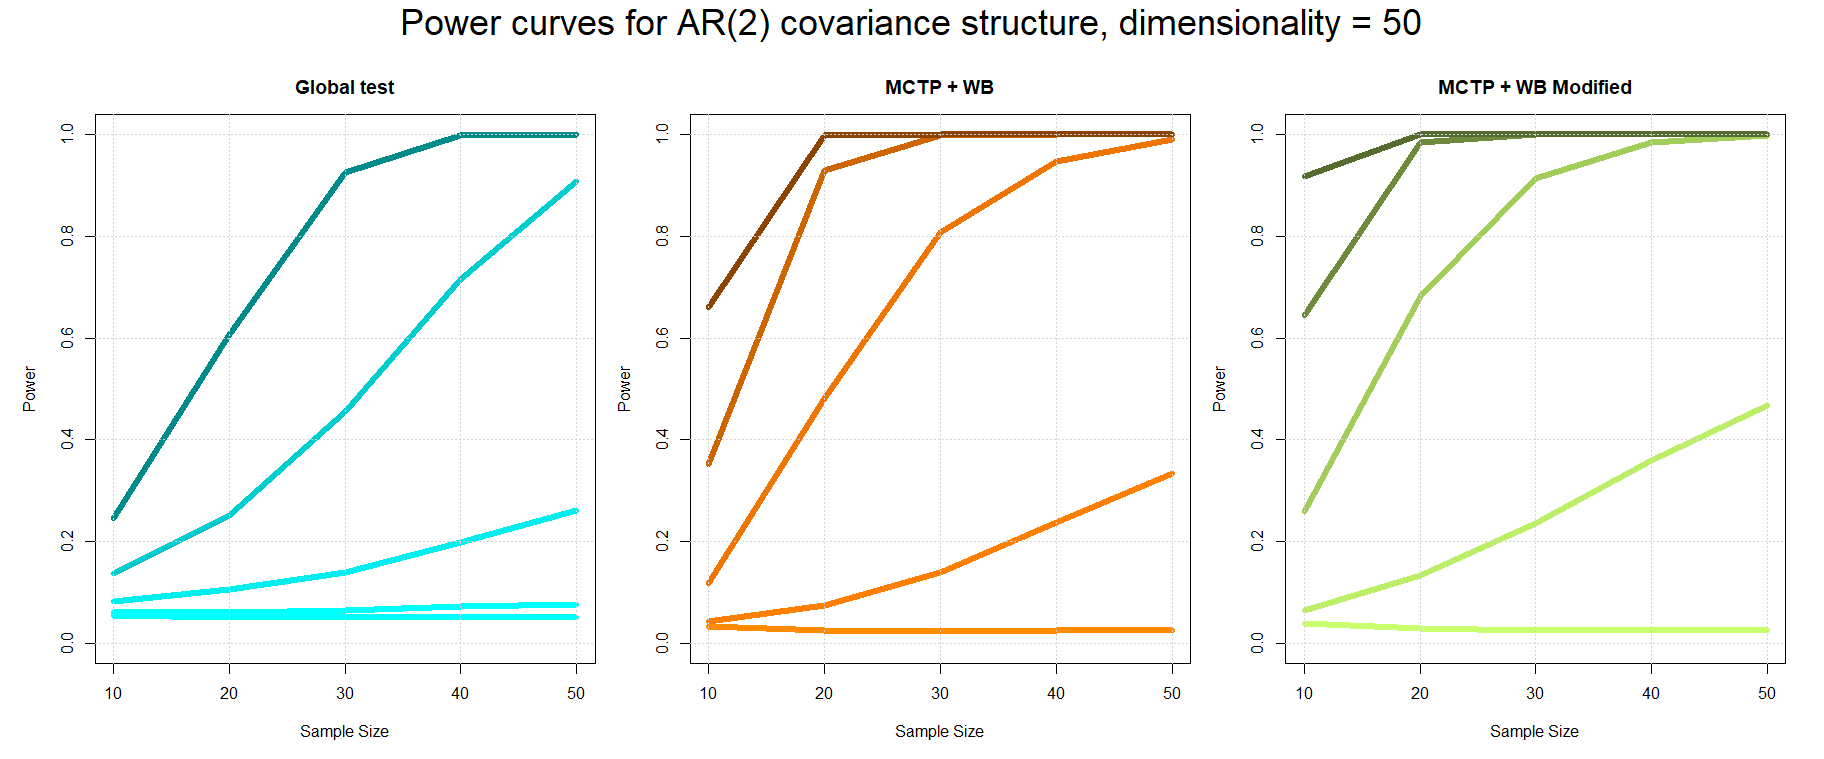 Power curves for AR(2) covariance structure, dimensionality = 50
Global test
Power
1.0
0.8
0.6
0.4
0.2
0.0
10 20 30 40 50
Sample Size
MCTP + WB
Power
1.0
0.8
0.6
0.4
0.2
0.0
10 20 30 40 50
Sample Size
MCTP + WB Modified
Power
1.0
0.8
0.6
0.4
0.2
0.0
10 20 30 40 50
Sample Size